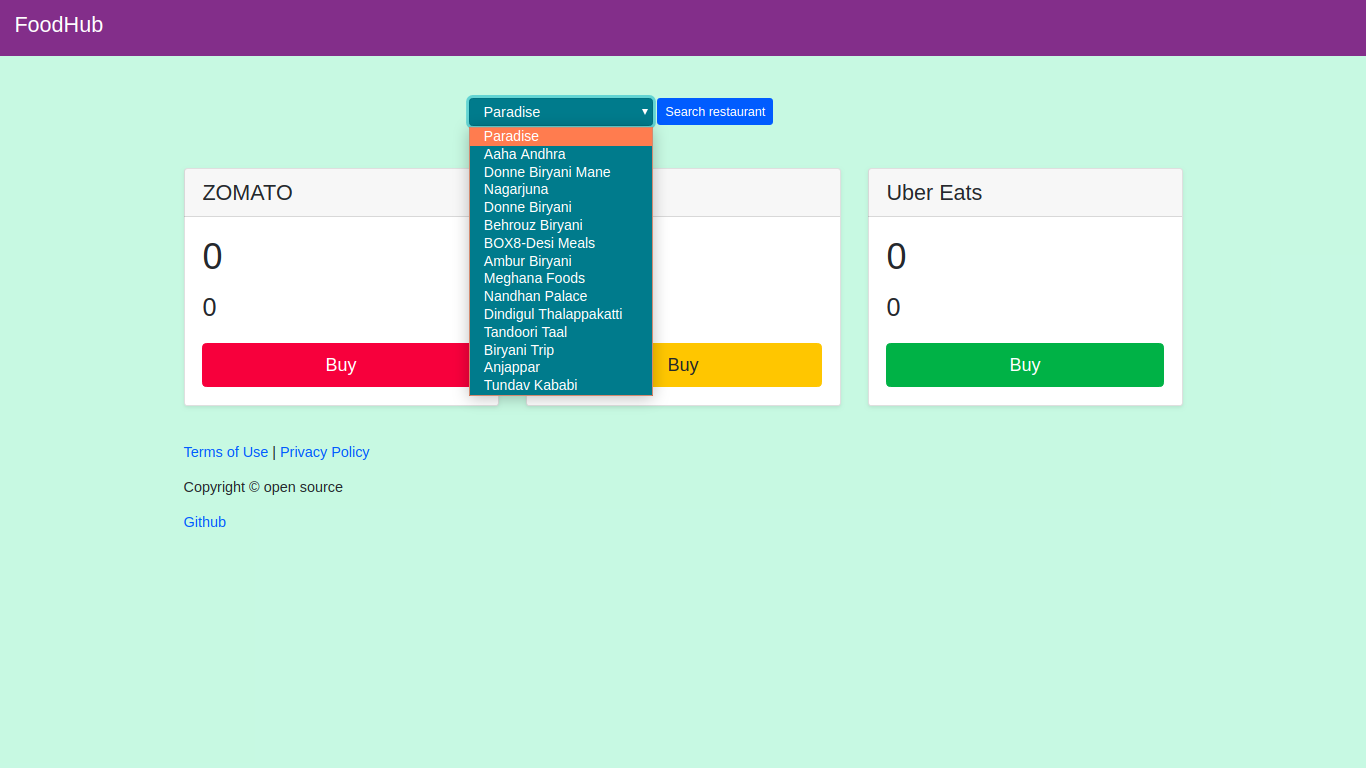 FoodHub
Paradise ▾ Search restaurant
Paradise
Aaha Andhra
Donne Biryani Mane
Nagarjuna
Donne Biryani
Behrouz Biryani
BOX8-Desi Meals
Ambur Biryani
Meghana Foods
Nandhan Palace
Dindigul Thalappakatti
Tandoori Taal
Biryani Trip
Anjappar
Tunday Kababi
ZOMATO
0
0
Buy
Buy
Uber Eats
0
0
Buy
Terms of Use | Privacy Policy
Copyright © open source
Github